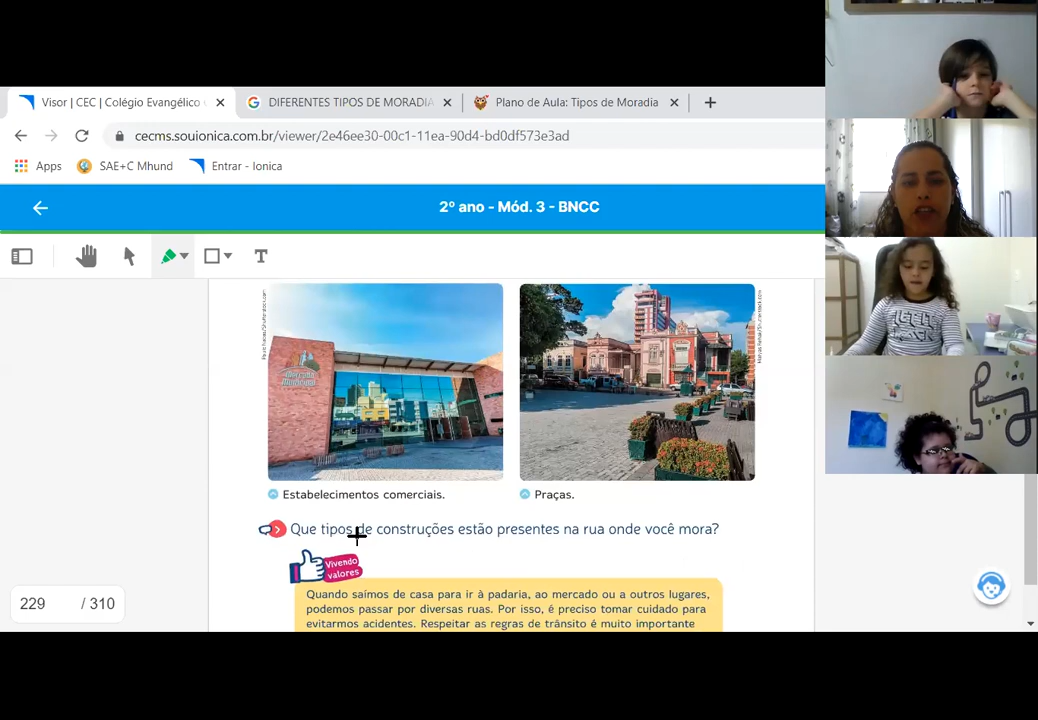 Visor | CEC | Colégio Evangélico
DIFERENTES TIPOS DE MORADIA
Plano de Aula: Tipos de Moradia
cecms.souionica.com.br/viewer/2e46ee30-00c1-11ea-90d4-bd0df573e3ad
Apps
SAE+C Mhund
Entrar - Ionica
2º ano - Mód. 3 - BNCC
T
Mercado
Municipal
Estabelecimentos comerciais.
Praças.
Que tipos de construções estão presentes na rua onde você mora?
Vivendo
valores
Quando saímos de casa para ir à padaria, ao mercado ou a outros lugares,
podemos passar por diversas ruas. Por isso, é preciso tomar cuidado para
evitarmos acidentes. Respeitar as regras de trânsito é muito importante
229 / 310